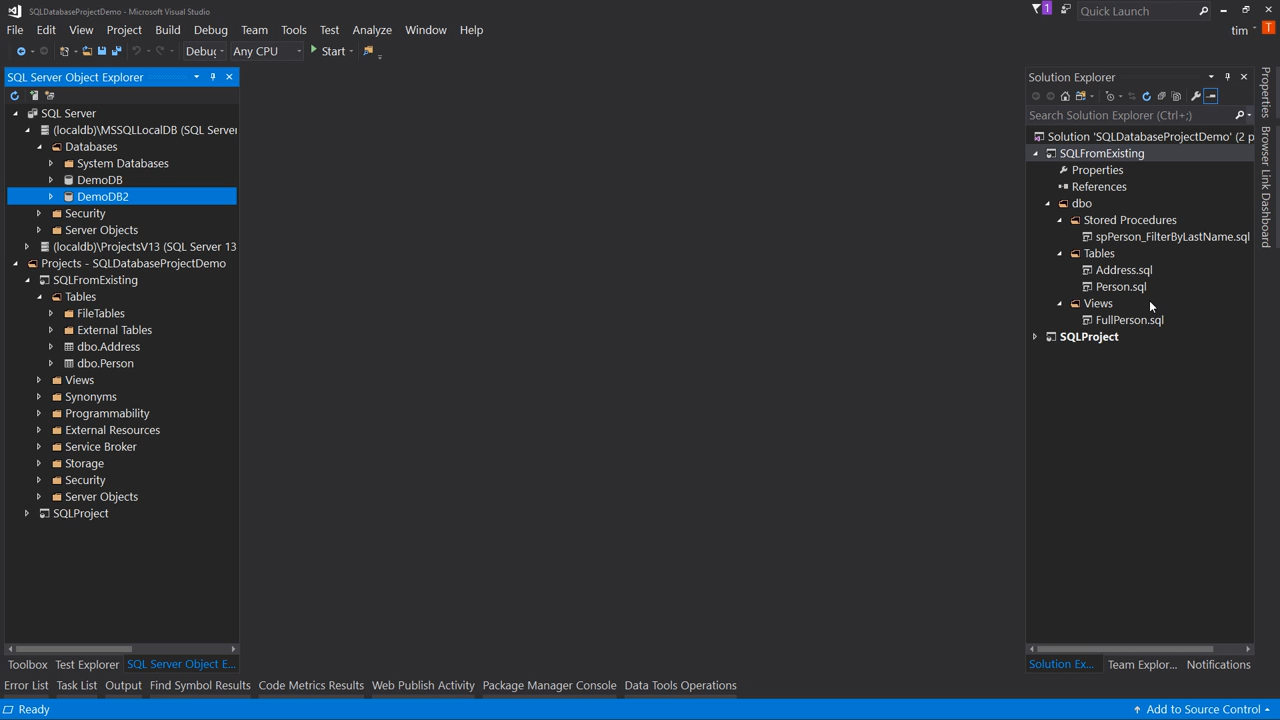 SQLDatabaseProjectDemo - Microsoft Visual Studio
1
Quick Launch
File Edit View Project Build Debug Team Tools Test Analyze Window Help
tim T
Debug Any CPU Start
SQL Server Object Explorer
SQL Server
(localdb)\MSSQLLocalDB (SQL Server
Databases
System Databases
DemoDB
DemoDB2
Security
Server Objects
(localdb)\ProjectsV13 (SQL Server 13
Projects - SQLDatabaseProjectDemo
SQLFromExisting
Tables
FileTables
External Tables
dbo.Address
dbo.Person
Views
Synonyms
Programmability
External Resources
Service Broker
Storage
Security
Server Objects
SQLProject
Toolbox Test Explorer SQL Server Object E...
Solution Explorer
Search Solution Explorer (Ctrl+;)
Solution 'SQLDatabaseProjectDemo' (2 p
SQLFromExisting
Properties
References
dbo
Stored Procedures
spPerson_FilterByLastName.sql
Tables
Address.sql
Person.sql
Views
FullPerson.sql
SQLProject
Solution Ex... Team Explor... Notifications
Properties
Browser Link Dashboard
Error List Task List Output Find Symbol Results Code Metrics Results Web Publish Activity Package Manager Console Data Tools Operations
Ready
Add to Source Control